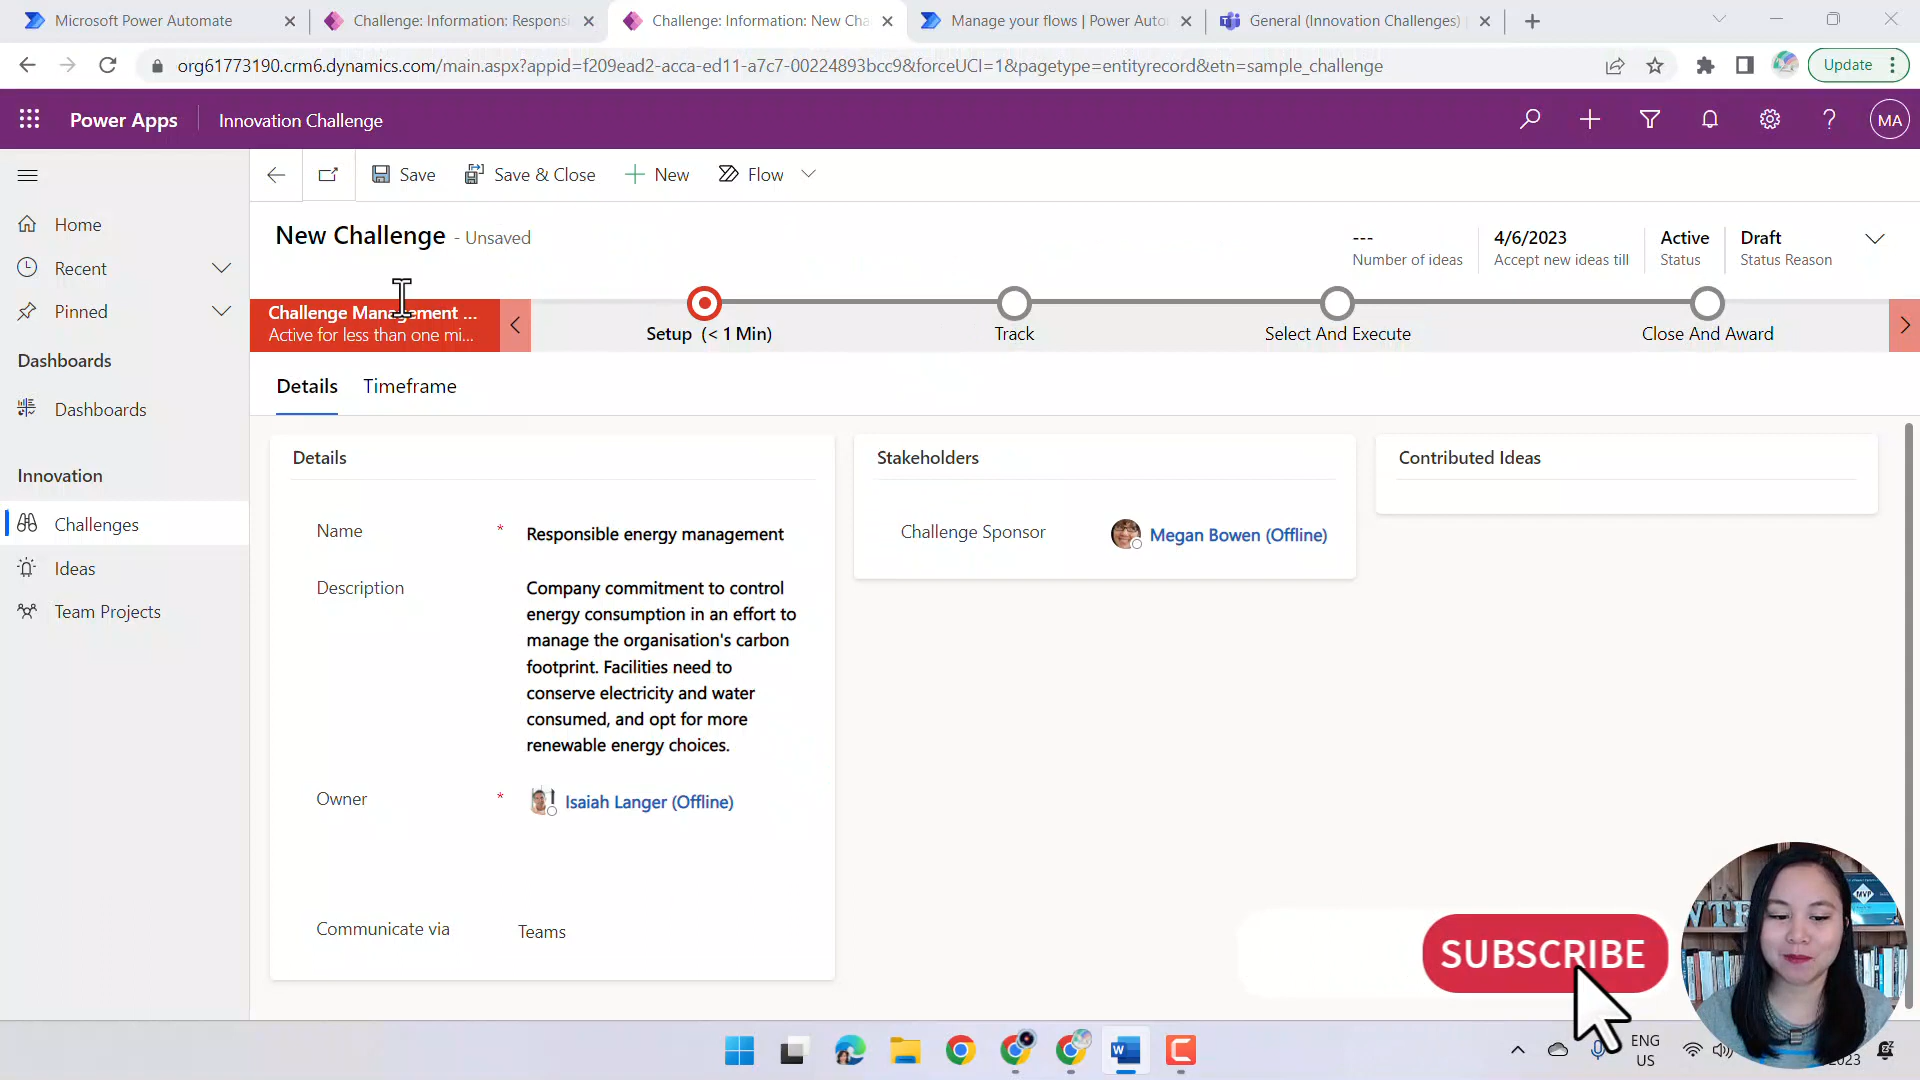 Microsoft Power Automate
Challenge: Information: Responsi
Challenge: Information: New Cha
Manage your flows | Power Auto
General (Innovation Challenges) |
org61773190.crm6.dynamics.com/main.aspx?appid=f209ead2-acca-ed11-a7c7-00224893bcc9&forceUCI=1&pagetype=entityrecord&etn=sample_challenge
Update
Power Apps
Innovation Challenge
MA
Save
Save & Close
New
Flow
Home
Recent
Pinned
Dashboards
Dashboards
Innovation
Challenges
Ideas
Team Projects
New Challenge - Unsaved
---
Number of ideas
4/6/2023
Accept new ideas till
Active
Status
Draft
Status Reason
Challenge Management ...
Active for less than one mi...
Setup (< 1 Min)
Track
Select And Execute
Close And Award
Details
Timeframe
Details
Name *
Responsible energy management
Description
Company commitment to control
energy consumption in an effort to
manage the organisation's carbon
footprint. Facilities need to
conserve electricity and water
consumed, and opt for more
renewable energy choices.
Owner *
Isaiah Langer (Offline)
Communicate via
Teams
Stakeholders
Challenge Sponsor
Megan Bowen (Offline)
Contributed Ideas
SUBSCRIBE
MVP
ENG
US